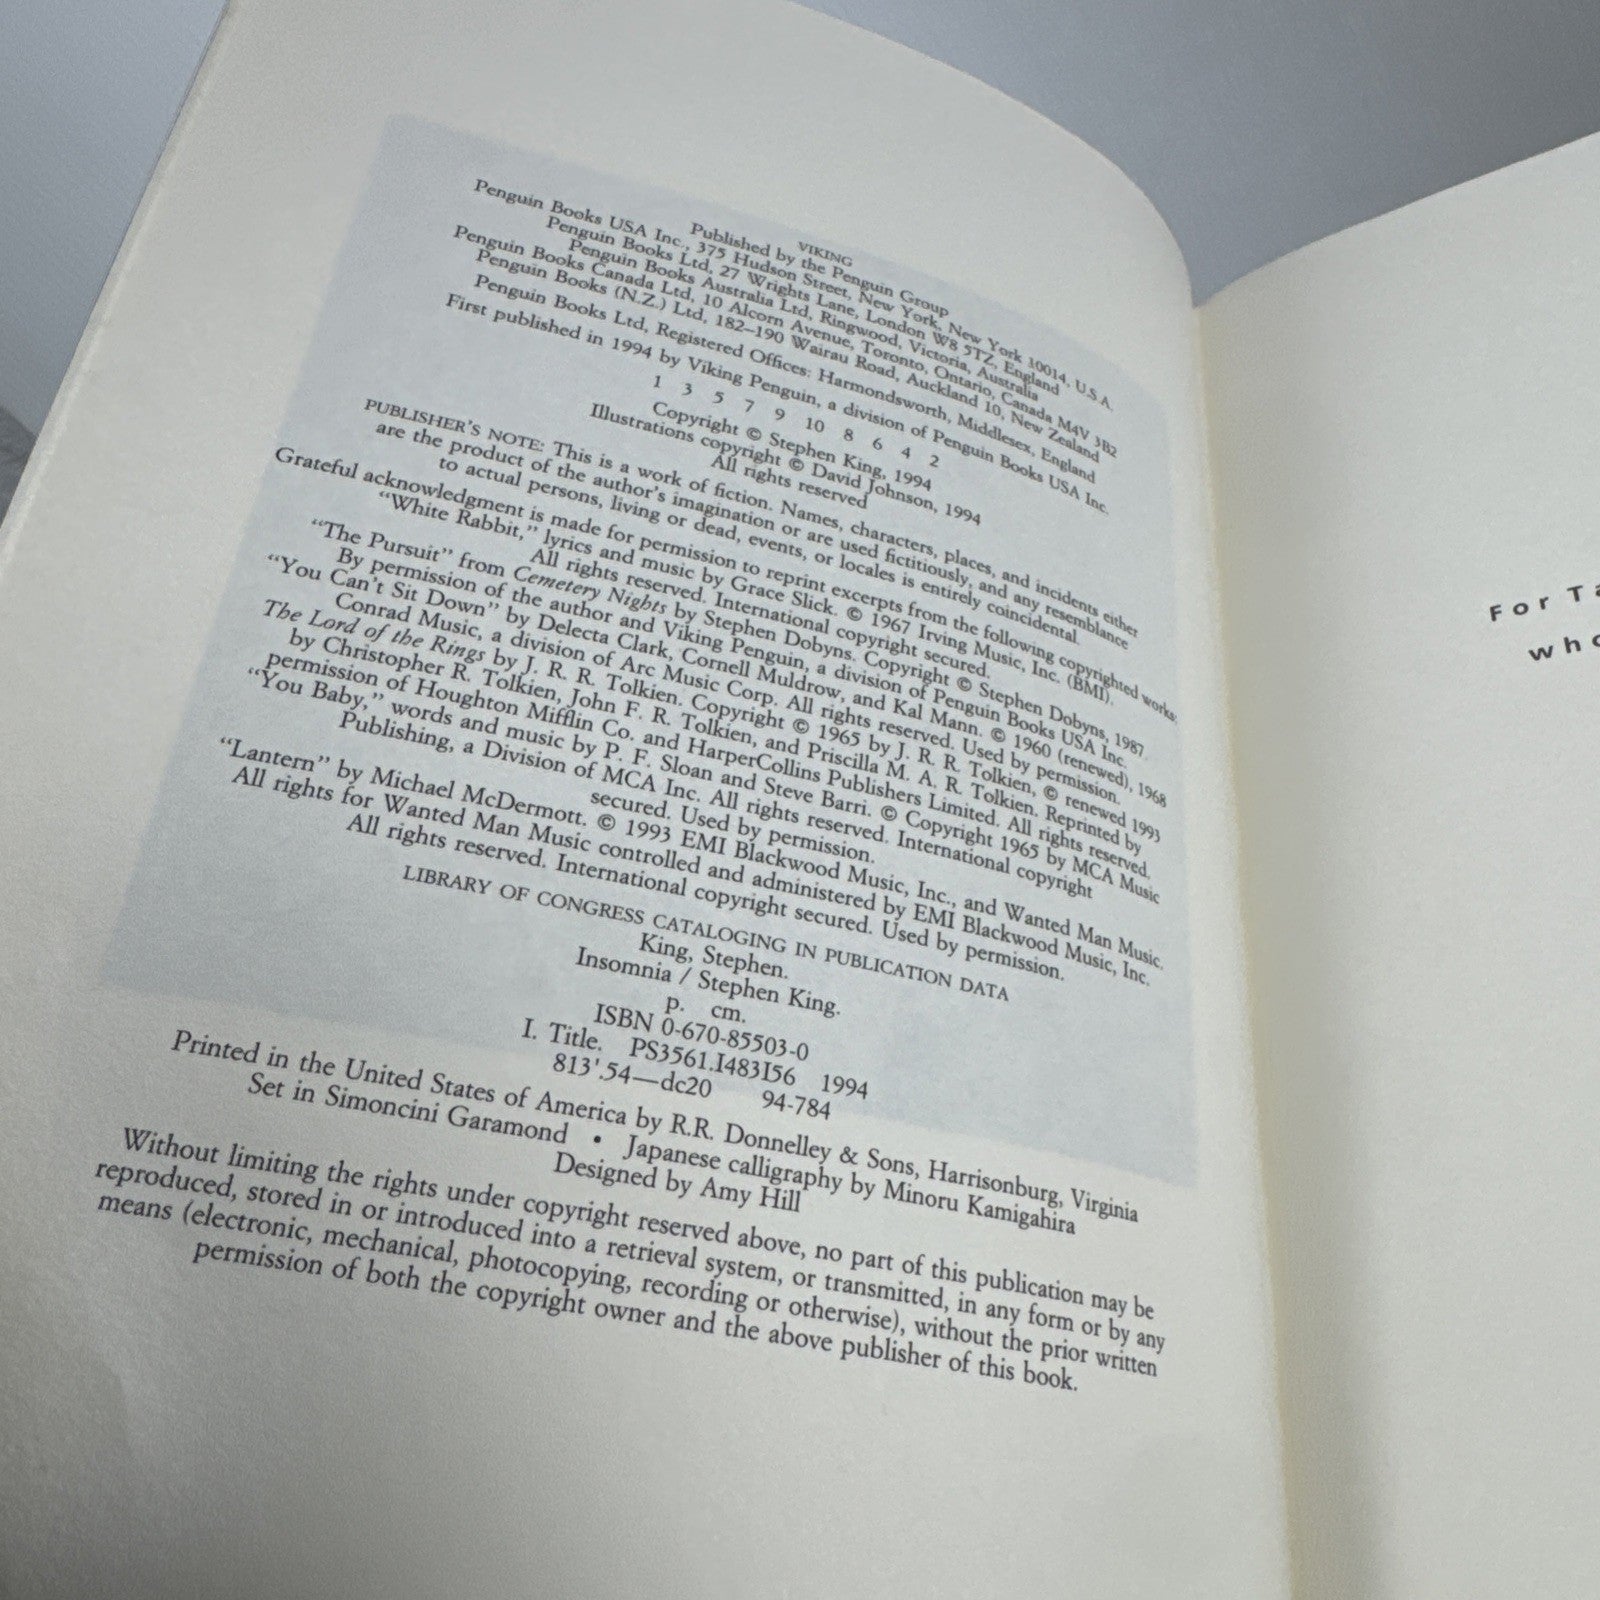 VIKING
Published by the Penguin Group
Penguin Books USA Inc., 375 Hudson Street, New York, New York 10014, U.S.A.
Penguin Books Ltd, 27 Wrights Lane, London W8 5TZ, England
Penguin Books Australia Ltd, Ringwood, Victoria, Australia
Penguin Books Canada Ltd, 10 Alcorn Avenue, Toronto, Ontario, Canada M4V 3B2
Penguin Books (N.Z.) Ltd, 182–190 Wairau Road, Auckland 10, New Zealand
Penguin Books Ltd, Registered Offices: Harmondsworth, Middlesex, England
First published in 1994 by Viking Penguin, a division of Penguin Books USA Inc.
1 3 5 7 9 10 8 6 4 2
Copyright © Stephen King, 1994
Illustrations copyright © David Johnson, 1994
All rights reserved
PUBLISHER'S NOTE: This is a work of fiction. Names, characters, places, and incidents either
are the product of the author's imagination or are used fictitiously, and any resemblance
to actual persons, living or dead, events, or locales is entirely coincidental.
Grateful acknowledgment is made for permission to reprint excerpts from the following copyrighted works:
"White Rabbit," lyrics and music by Grace Slick. © 1967 Irving Music, Inc. (BMI).
All rights reserved. International copyright secured.
"The Pursuit" from Cemetery Nights by Stephen Dobyns. Copyright © Stephen Dobyns, 1987.
By permission of the author and Viking Penguin, a division of Penguin Books USA Inc.
"You Can't Sit Down" by Delecta Clark, Cornell Muldrow, and Kal Mann. © 1960 (renewed), 1968
Conrad Music, a division of Arc Music Corp. All rights reserved. Used by permission.
The Lord of the Rings by J. R. R. Tolkien. Copyright © 1965 by J. R. R. Tolkien, © renewed 1993
by Christopher R. Tolkien, John F. R. Tolkien, and Priscilla M. A. R. Tolkien. Reprinted by
permission of Houghton Mifflin Co. and HarperCollins Publishers Limited. All rights reserved.
"You Baby," words and music by P. F. Sloan and Steve Barri. © Copyright 1965 by MCA Music
Publishing, a Division of MCA Inc. All rights reserved. International copyright
secured. Used by permission.
"Lantern" by Michael McDermott. © 1993 EMI Blackwood Music, Inc., and Wanted Man Music.
All rights for Wanted Man Music controlled and administered by EMI Blackwood Music, Inc.
All rights reserved. International copyright secured. Used by permission.
LIBRARY OF CONGRESS CATALOGING IN PUBLICATION DATA
King, Stephen.
Insomnia / Stephen King.
p. cm.
ISBN 0-670-85503-0
I. Title. PS3561.I483I56 1994
813'.54—dc20 94-784
Printed in the United States of America by R.R. Donnelley & Sons, Harrisonburg, Virginia
Set in Simoncini Garamond • Japanese calligraphy by Minoru Kamigahira
Designed by Amy Hill
Without limiting the rights under copyright reserved above, no part of this publication may be
reproduced, stored in or introduced into a retrieval system, or transmitted, in any form or by any
means (electronic, mechanical, photocopying, recording or otherwise), without the prior written
permission of both the copyright owner and the above publisher of this book.
For